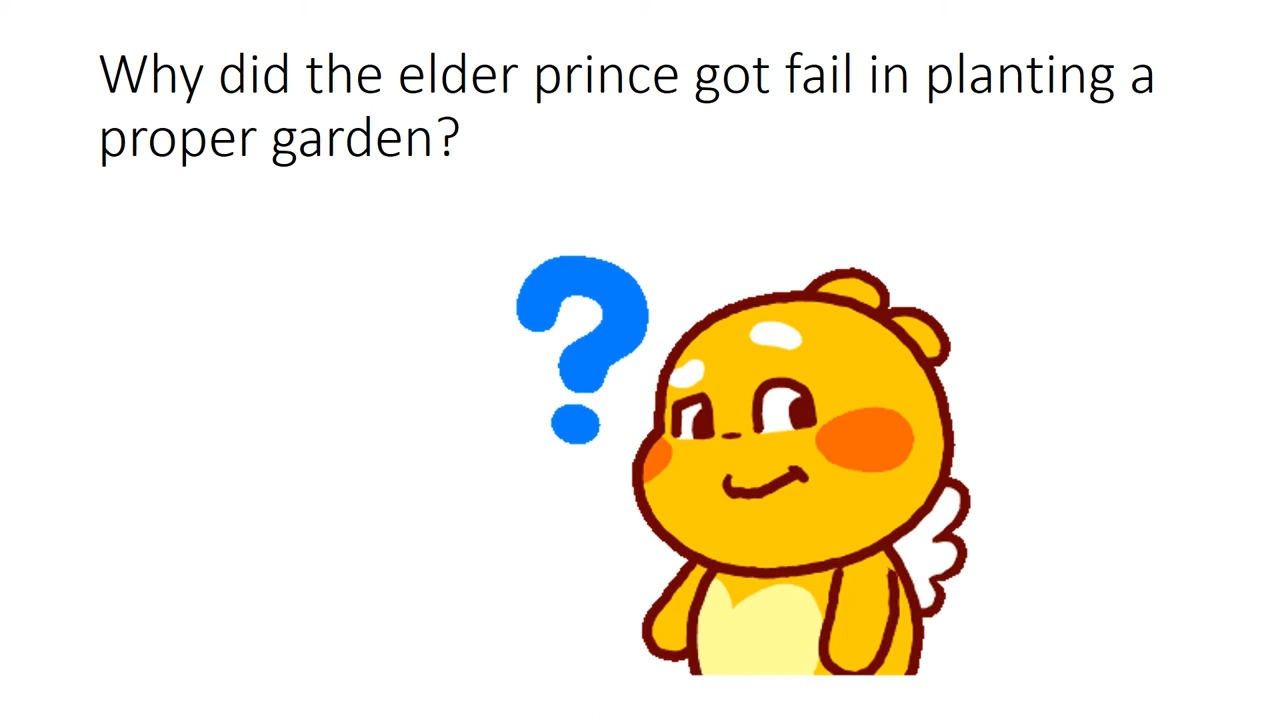 Why did the elder prince got fail in planting a
proper garden?